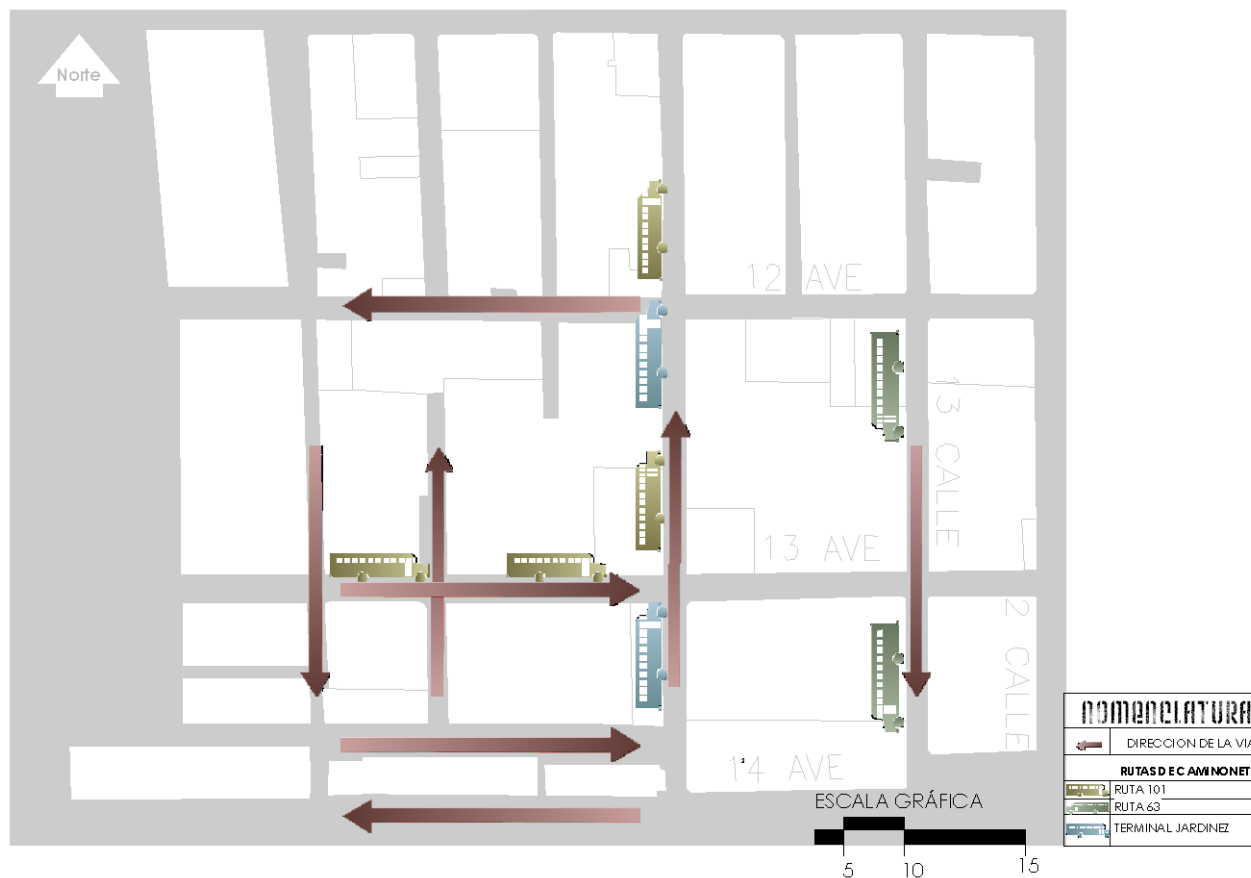 Norte
12 AVE
13 CALLE
13 AVE
2 CALLE
14 AVE
ESCALA GRÁFICA
5 10 15
NOMENCLATURA
DIRECCION DE LA VIA
RUTAS DE CAMINONET
RUTA 101
RUTA 63
TERMINAL JARDINEZ